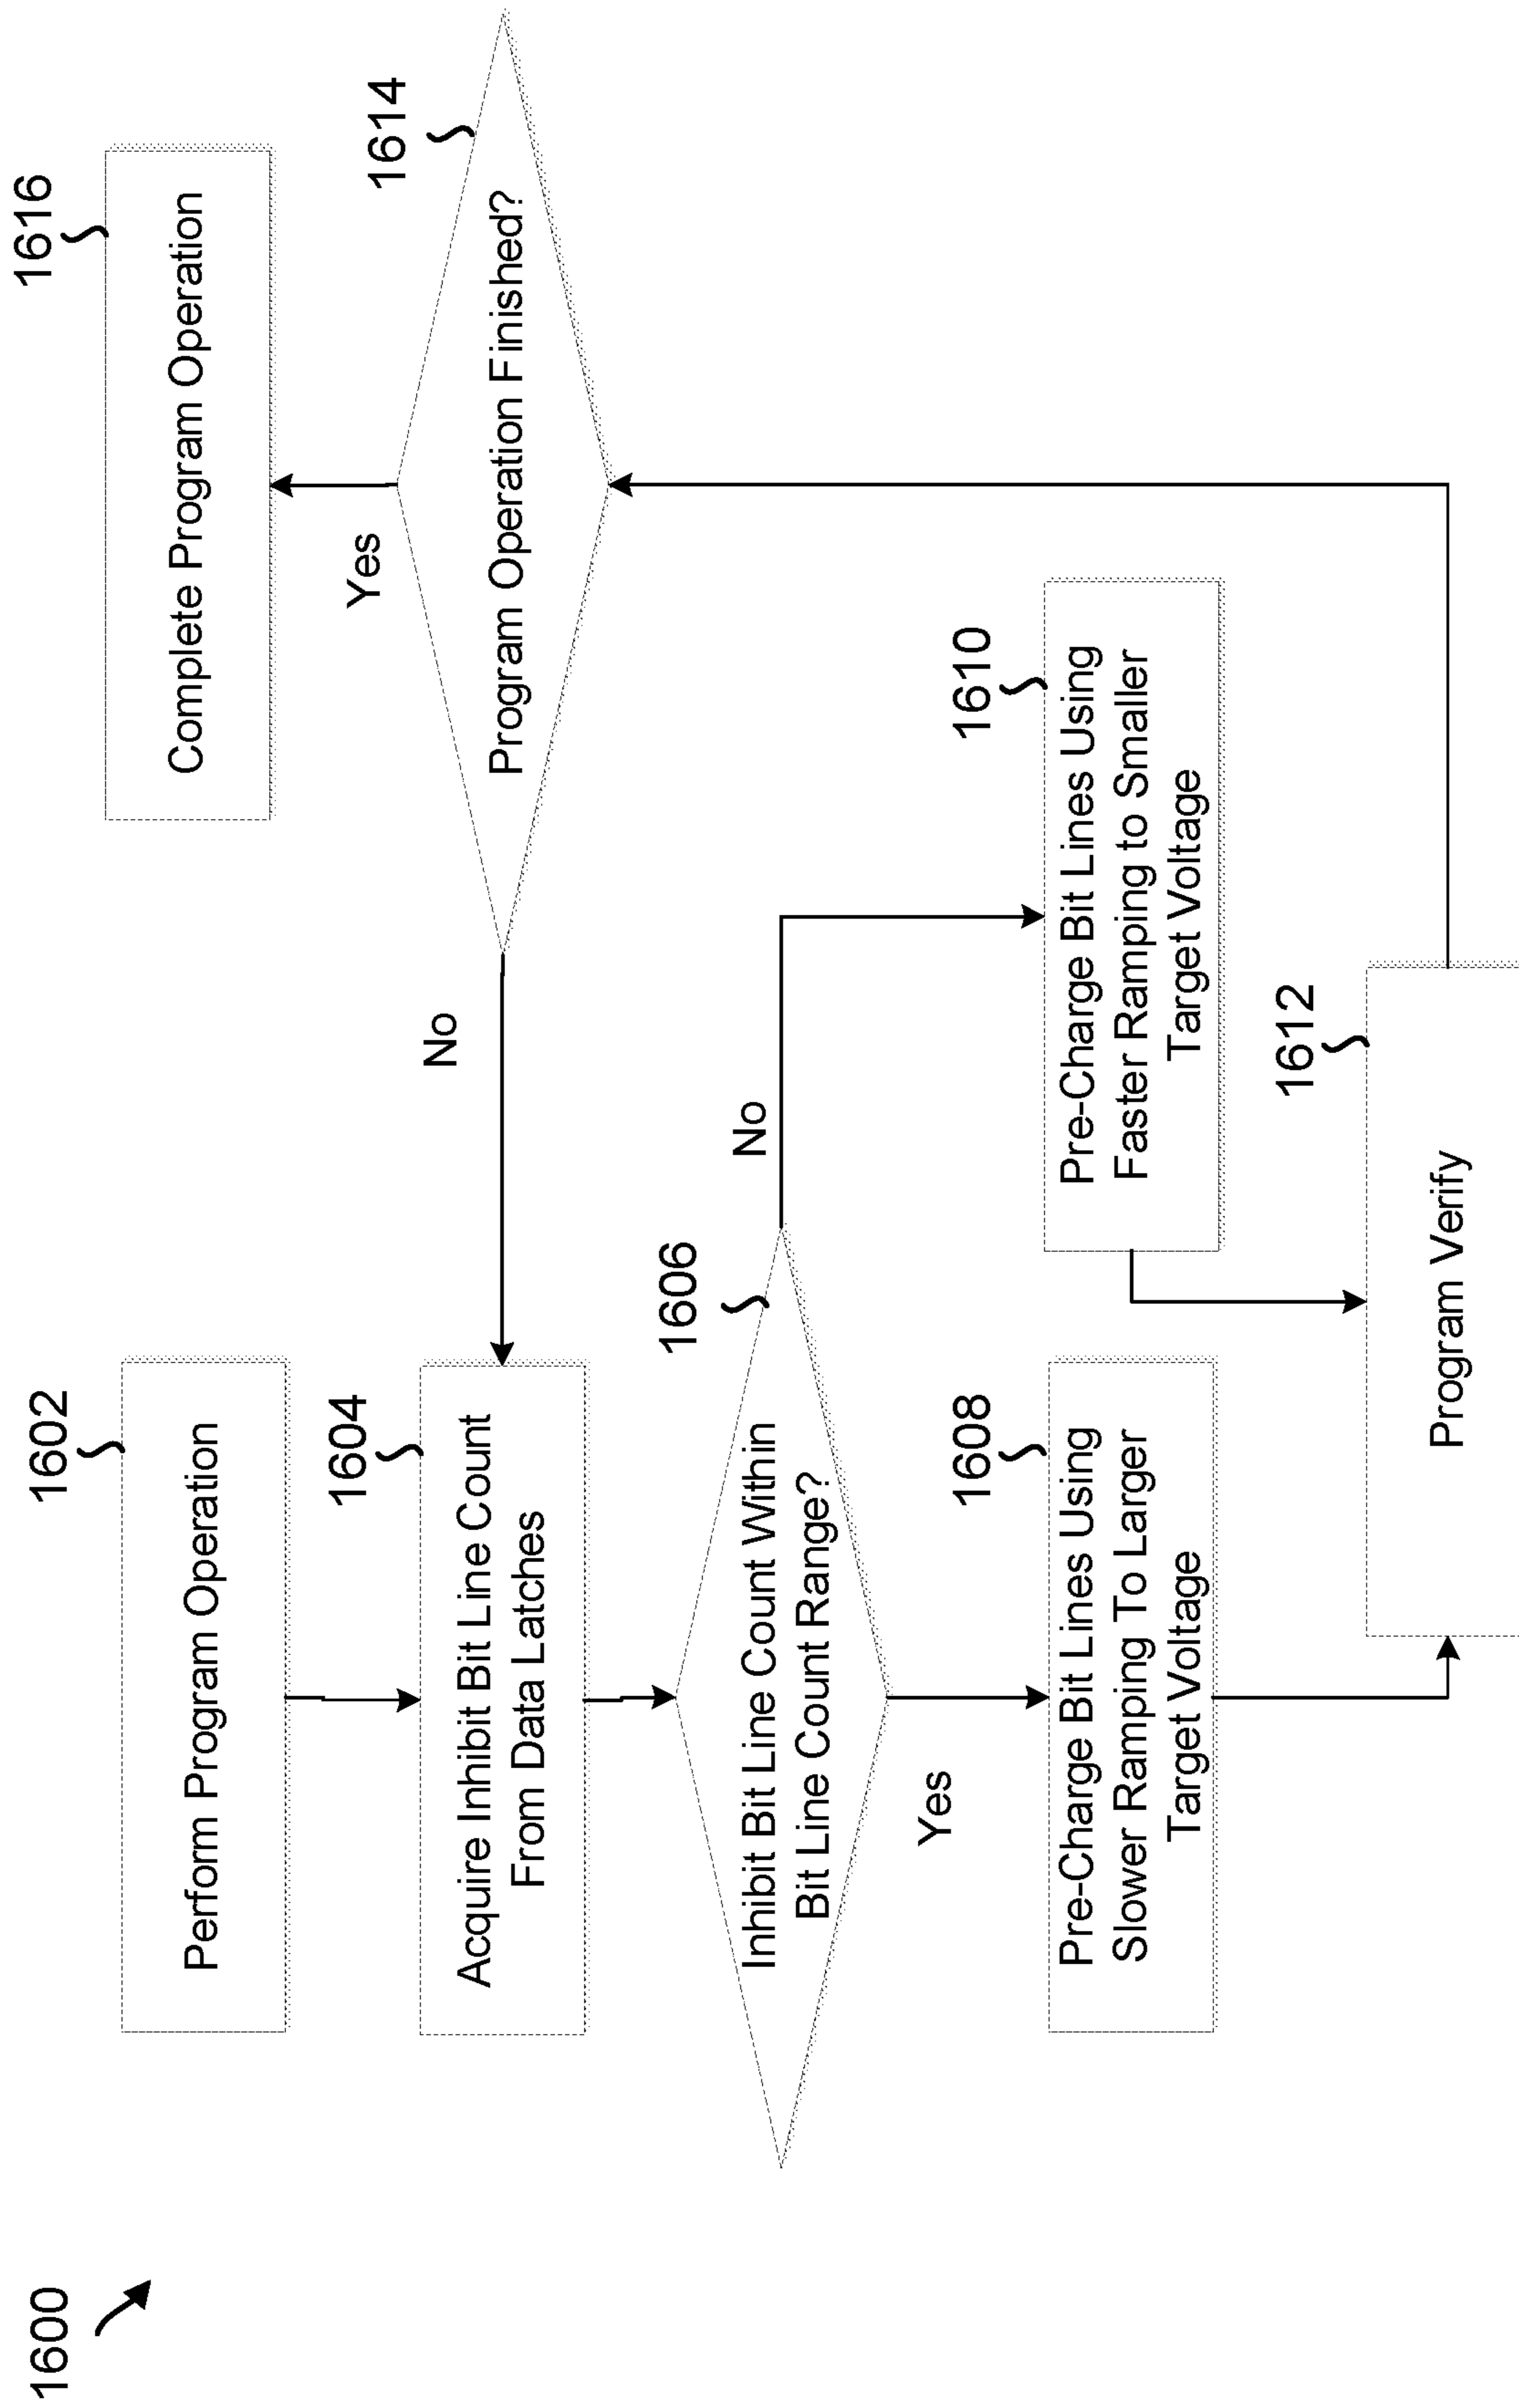 1600
1602
Perform Program Operation
1604
Acquire Inhibit Bit Line Count
From Data Latches
1606
Inhibit Bit Line Count Within
Bit Line Count Range?
Yes
No
1608
Pre-Charge Bit Lines Using
Slower Ramping To Larger
Target Voltage
1610
Pre-Charge Bit Lines Using
Faster Ramping to Smaller
Target Voltage
1612
Program Verify
1614
Program Operation Finished?
No
Yes
1616
Complete Program Operation